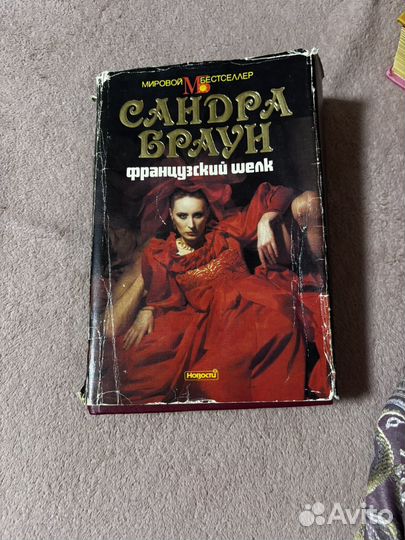 МИРОВОЙ М БЕСТСЕЛЛЕР
САНДРА
БРАУН
французский шелк
Новости
Avito